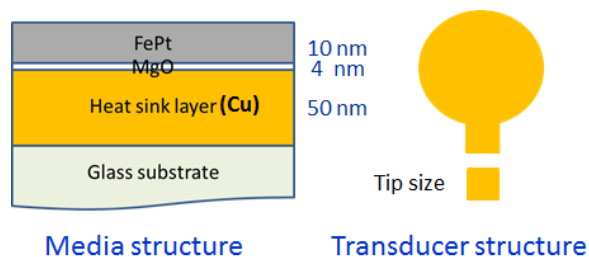 FePt
10 nm
MgO
4 nm
Heat sink layer (Cu)
50 nm
Glass substrate
Tip size
Media structure
Transducer structure